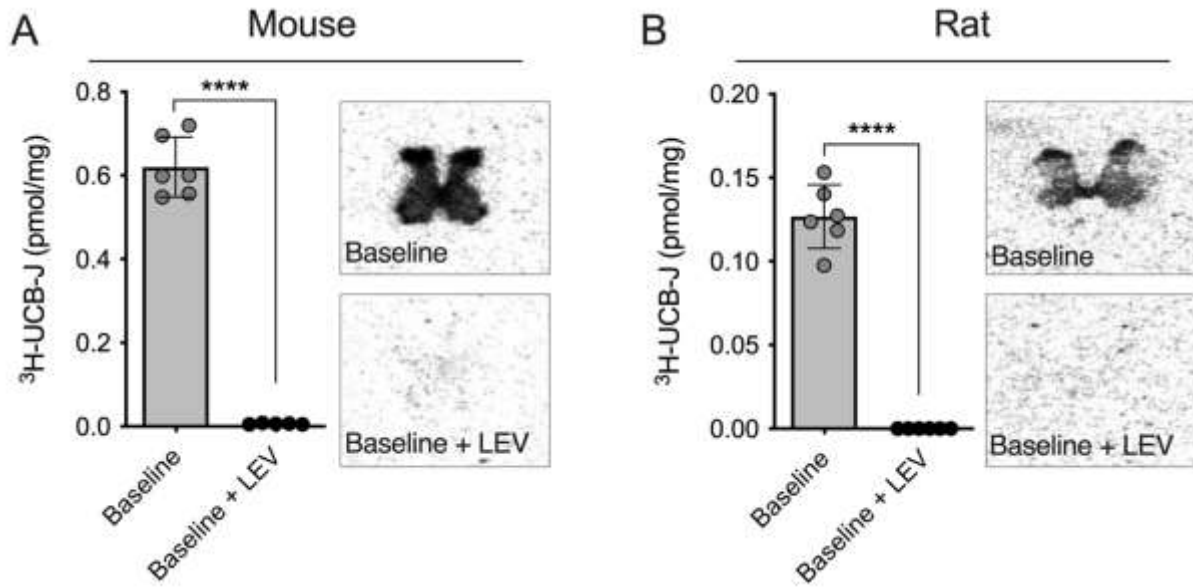 A
Mouse
³H-UCB-J (pmol/mg)
0.8
0.6
0.4
0.2
0.0
****
Baseline
Baseline + LEV
Baseline
Baseline + LEV
B
Rat
³H-UCB-J (pmol/mg)
0.20
0.15
0.10
0.05
0.00
****
Baseline
Baseline + LEV
Baseline
Baseline + LEV